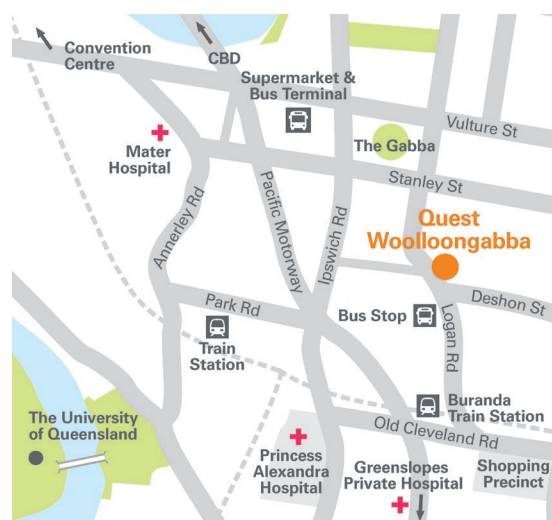 Convention
Centre
CBD
Supermarket &
Bus Terminal
Vulture St
Mater
Hospital
The Gabba
Stanley St
Annerley Rd
Pacific Motorway
Ipswich Rd
Quest
Woolloongabba
Park Rd
Bus Stop
Logan Rd
Deshon St
Train
Station
Buranda
Train Station
The University
of Queensland
Old Cleveland Rd
Princess
Alexandra
Hospital
Greenslopes
Private Hospital
Shopping
Precinct